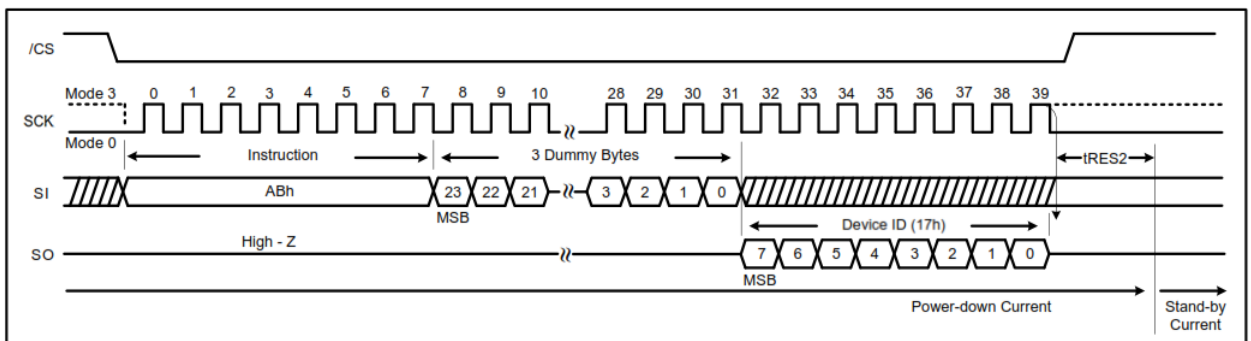 /CS
Mode 3 0 1 2 3 4 5 6 7 8 9 10 28 29 30 31 32 33 34 35 36 37 38 39
SCK
Mode 0
Instruction 3 Dummy Bytes tRES2
SI ABh 23 22 21 3 2 1 0
MSB
Device ID (17h)
High - Z
SO 7 6 5 4 3 2 1 0
MSB
Power-down Current Stand-by
Current